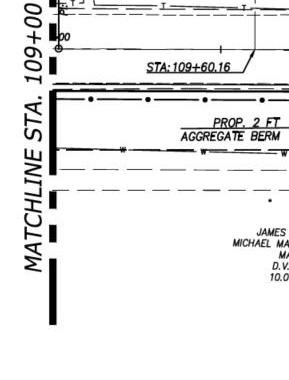 MATCHLINE STA. 109+00
00
STA:109+60.16
PROP. 2 FT
AGGREGATE BERM
W W W
JAMES
MICHAEL MA
MA
D.V.
10.0